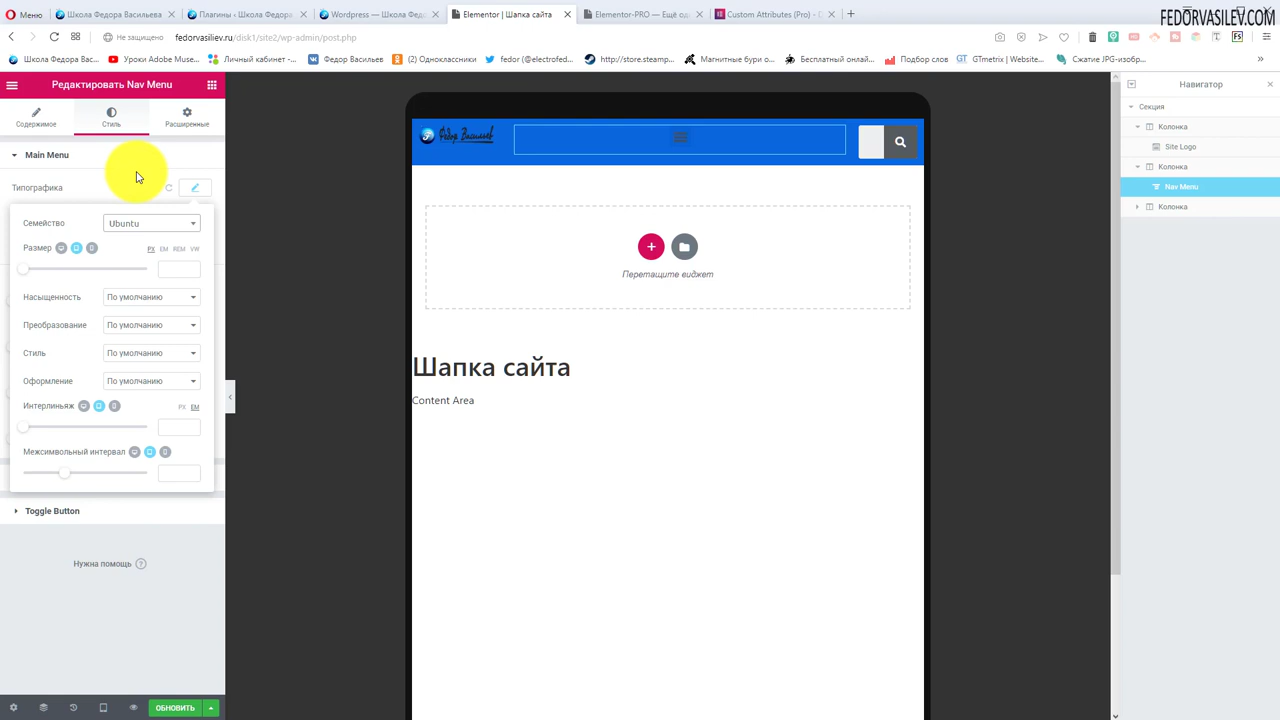 Меню
Школа Федора Васильева
Плагины ‹ Школа Федор
Wordpress — Школа Фед
Elementor | Шапка сайта
Elementor-PRO — Ещё од
Custom Attributes (Pro) - D
FEDORVASILEV.COM
Не защищено
fedorvasiliev.ru/disk1/site2/wp-admin/post.php
Школа Федора Вас...
Уроки Adobe Muse...
Личный кабинет -...
Федор Васильев
(2) Одноклассники
fedor (@electrofed...
http://store.steamp...
Магнитные бури о...
Бесплатный онлай...
Подбор слов
GTmetrix | Website...
Сжатие JPG-изобр...
Редактировать Nav Menu
Содержимое
Стиль
Расширенные
Main Menu
Типографика
Семейство
Ubuntu
Размер
PX EM REM VW
Насыщенность
По умолчанию
Преобразование
По умолчанию
Стиль
По умолчанию
Оформление
По умолчанию
Интерлиньяж
PX EM
Межсимвольный интервал
Toggle Button
Нужна помощь
ОБНОВИТЬ
Федор Васильев
Перетащите виджет
Шапка сайта
Content Area
Навигатор
Секция
Колонка
Site Logo
Колонка
Nav Menu
Колонка